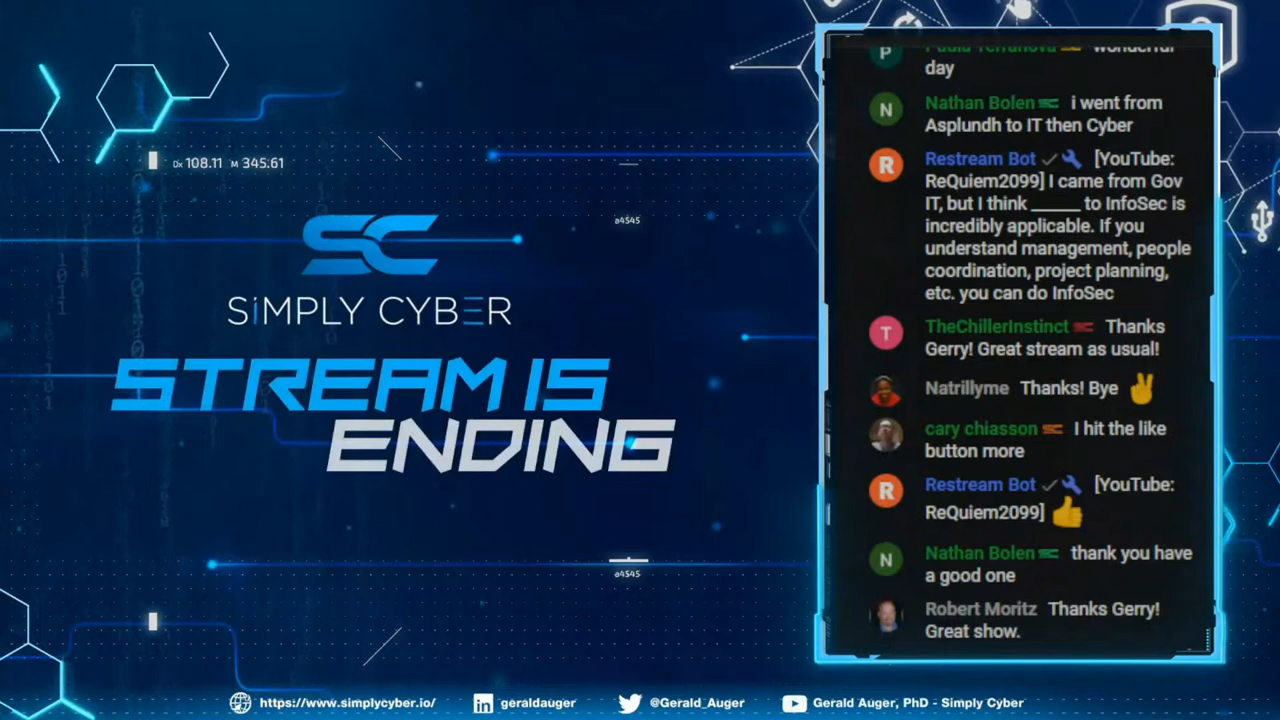 Dx 108.11 M 345.61
a4545
SC
SiMPLY CYBER
STREAM IS
ENDING
a4545
Paula Terranova wonderful
day
N
Nathan Bolen i went from
Asplundh to IT then Cyber
R
Restream Bot [YouTube:
ReQuiem2099] I came from Gov
IT, but I think _____ to InfoSec is
incredibly applicable. If you
understand management, people
coordination, project planning,
etc. you can do InfoSec
T
TheChillerInstinct Thanks
Gerry! Great stream as usual!
Natrillyme Thanks! Bye ✌
cary chiasson I hit the like
button more
R
Restream Bot [YouTube:
ReQuiem2099] 👍
N
Nathan Bolen thank you have
a good one
Robert Moritz Thanks Gerry!
Great show.
https://www.simplycyber.io/
in geraldauger
@Gerald_Auger
Gerald Auger, PhD - Simply Cyber